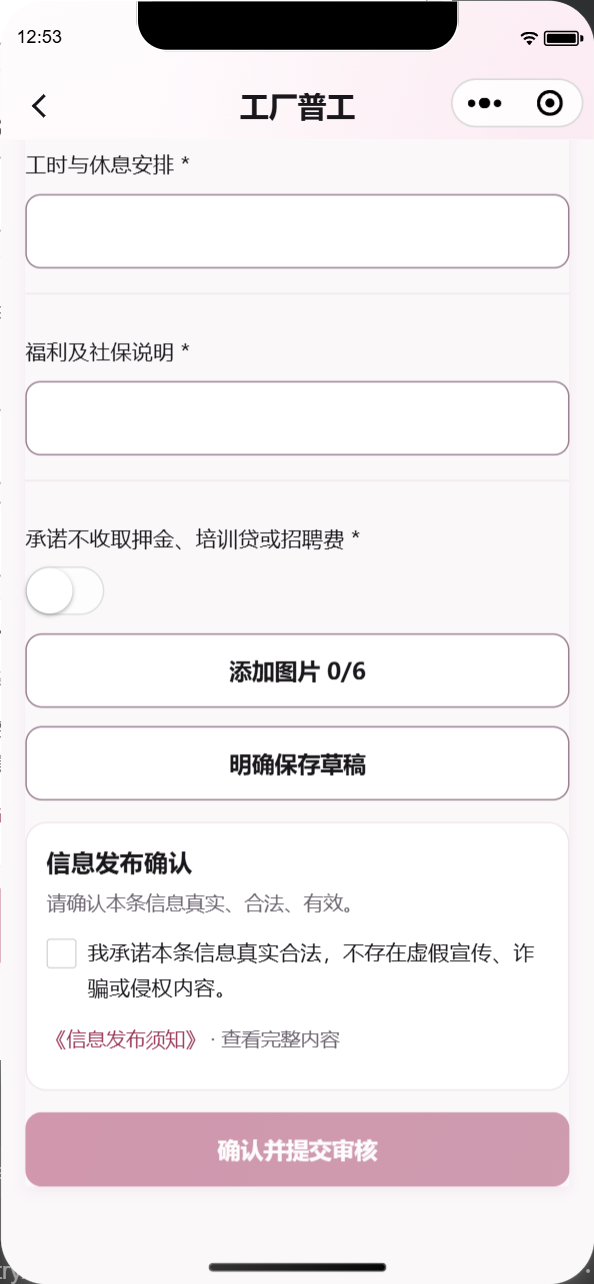 12:53
工厂普工
工时与休息安排 *
福利及社保说明 *
承诺不收取押金、培训贷或招聘费 *
添加图片 0/6
明确保存草稿
信息发布确认
请确认本条信息真实、合法、有效。
我承诺本条信息真实合法，不存在虚假宣传、诈
骗或侵权内容。
《信息发布须知》 · 查看完整内容
确认并提交审核